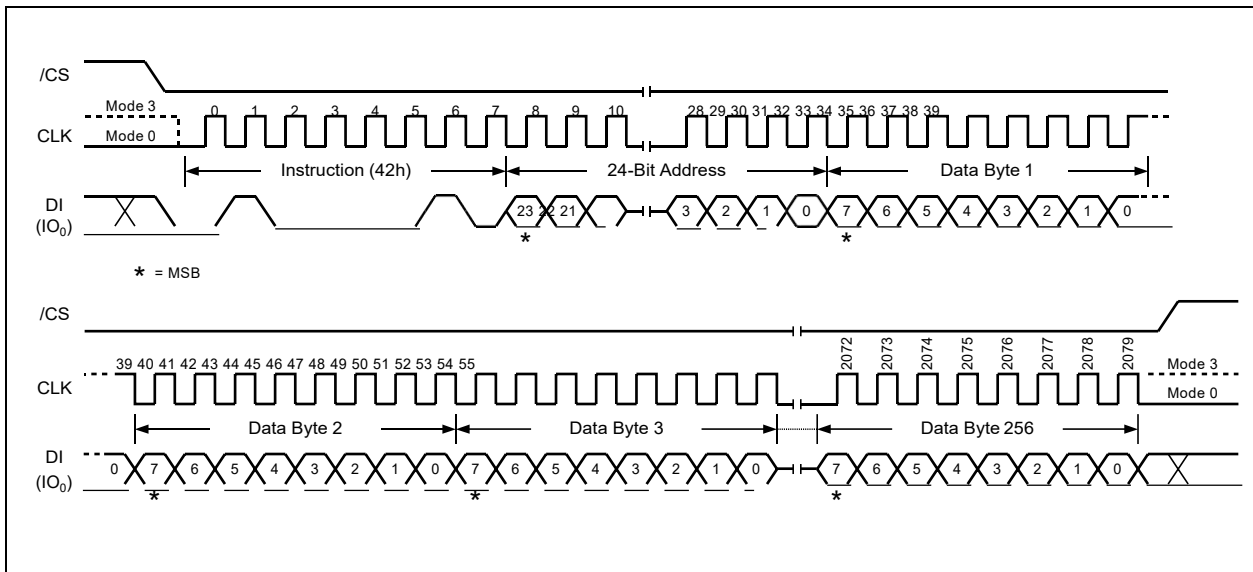 /CS
Mode 3
0 1 2 3 4 5 6 7 8 9 10 28 29 30 31 32 33 34 35 36 37 38 39
CLK
Mode 0
Instruction (42h) 24-Bit Address Data Byte 1
DI
(IO0)
23 22 21 3 2 1 0 7 6 5 4 3 2 1 0
* *
* = MSB
/CS
39 40 41 42 43 44 45 46 47 48 49 50 51 52 53 54 55 2072 2073 2074 2075 2076 2077 2078 2079
Mode 3
CLK
Mode 0
Data Byte 2 Data Byte 3 Data Byte 256
DI
(IO0)
0 7 6 5 4 3 2 1 0 7 6 5 4 3 2 1 0 7 6 5 4 3 2 1 0
* * *